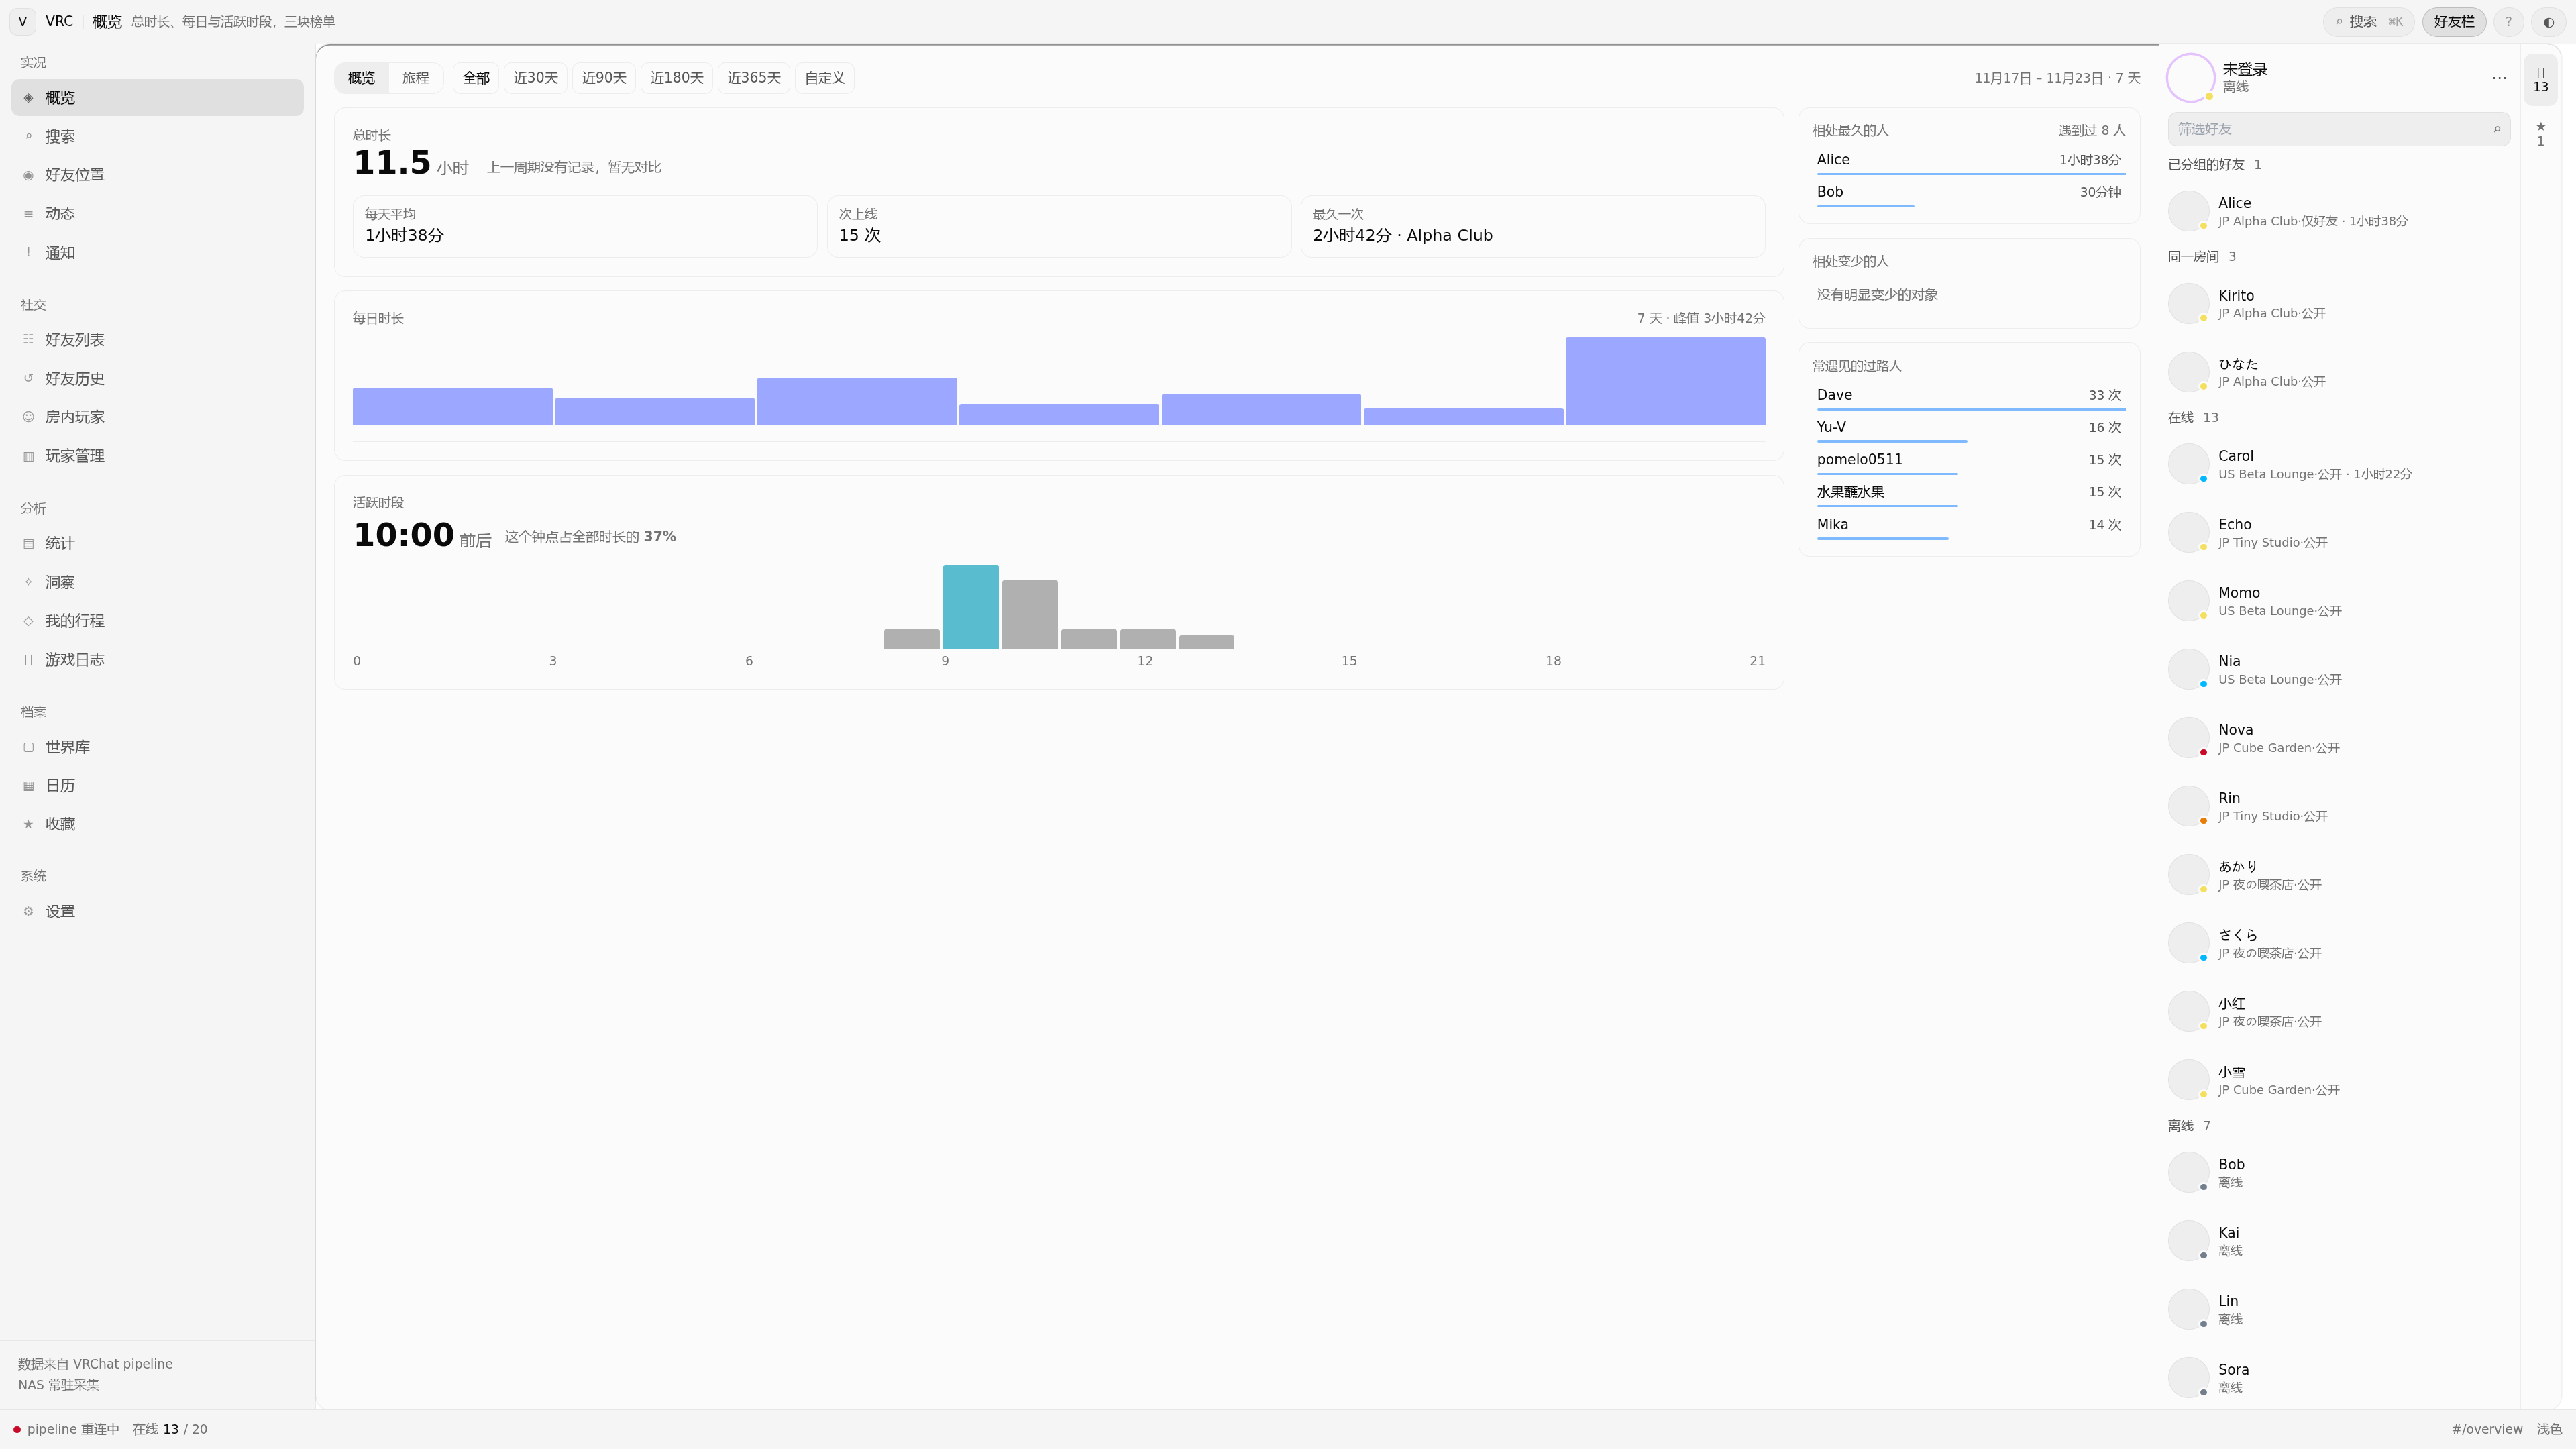 V VRC 概览 总时长、每日与活跃时段，三块榜单
搜索 ⌘K 好友栏 ?
实况
概览
搜索
好友位置
动态
通知
社交
好友列表
好友历史
房内玩家
玩家管理
分析
统计
洞察
我的行程
游戏日志
档案
世界库
日历
收藏
系统
设置
数据来自 VRChat pipeline
NAS 常驻采集
概览 旅程 全部 近30天 近90天 近180天 近365天 自定义
11月17日 – 11月23日 · 7 天
总时长
11.5 小时 上一周期没有记录，暂无对比
每天平均
1小时38分
次上线
15 次
最久一次
2小时42分 · Alpha Club
每日时长 7 天 · 峰值 3小时42分
活跃时段
10:00 前后 这个钟点占全部时长的 37%
0 3 6 9 12 15 18 21
相处最久的人 遇到过 8 人
Alice 1小时38分
Bob 30分钟
相处变少的人
没有明显变少的对象
常遇见的过路人
Dave 33 次
Yu-V 16 次
pomelo0511 15 次
水果蘸水果 15 次
Mika 14 次
未登录 ···
离线
筛选好友
13
★
1
已分组的好友 1
Alice
JP Alpha Club·仅好友 · 1小时38分
同一房间 3
Kirito
JP Alpha Club·公开
ひなた
JP Alpha Club·公开
在线 13
Carol
US Beta Lounge·公开 · 1小时22分
Echo
JP Tiny Studio·公开
Momo
US Beta Lounge·公开
Nia
US Beta Lounge·公开
Nova
JP Cube Garden·公开
Rin
JP Tiny Studio·公开
あかり
JP 夜の喫茶店·公开
さくら
JP 夜の喫茶店·公开
小红
JP 夜の喫茶店·公开
小雪
JP Cube Garden·公开
离线 7
Bob
离线
Kai
离线
Lin
离线
Sora
离线
pipeline 重连中 在线 13 / 20
#/overview 浅色